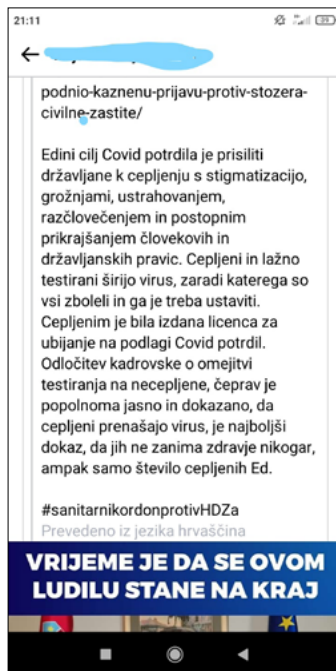 21:11
podnio-kaznenu-prijavu-protiv-stozera-
civilne-zastite/
Edini cilj Covid potrdila je prisiliti
državljane k cepljenju s stigmatizacijo,
grožnjami, ustrahovanjem,
razčlovečenjem in postopnim
prikrajšanjem človekovih in
državljanskih pravic. Cepljeni in lažno
testirani širijo virus, zaradi katerega so
vsi zboleli in ga je treba ustaviti.
Cepljenim je bila izdana licenca za
ubijanje na podlagi Covid potrdil.
Odločitev kadrovske o omejitvi
testiranja na necepljene, čeprav je
popolnoma jasno in dokazano, da
cepljeni prenašajo virus, je najboljši
dokaz, da jih ne zanima zdravje nikogar,
ampak samo število cepljenih Ed.
#sanitarnikordonprotivHDZa
Prevedeno iz jezika hrvaščina
VRIJEME JE DA SE OVOM
LUDILU STANE NA KRAJ